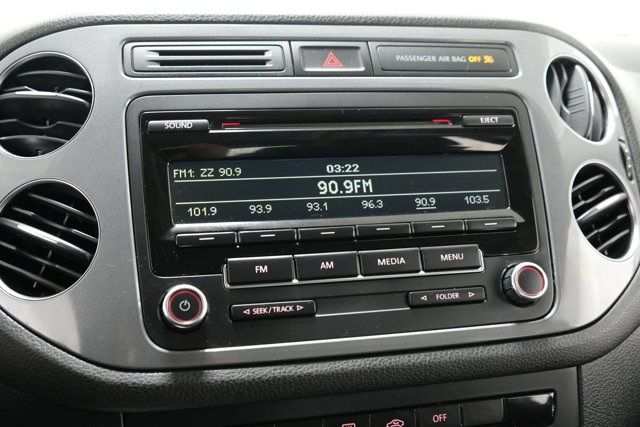 PASSENGER AIR BAG OFF
SOUND EJECT
FM1: ZZ 90.9 03:22
90.9FM
101.9 93.9 93.1 96.3 90.9 103.5
FM AM MEDIA MENU
SEEK/TRACK FOLDER
OFF